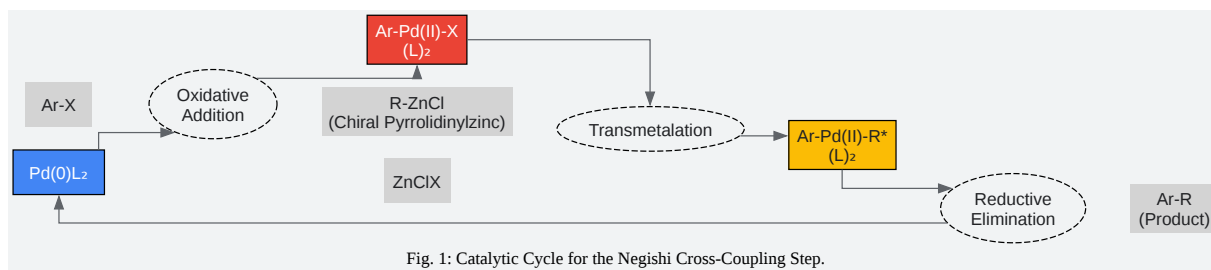 Ar-X
Pd(0)L₂
Oxidative
Addition
Ar-Pd(II)-X
(L)₂
R-ZnCl
(Chiral Pyrrolidinylzinc)
ZnClX
Transmetalation
Ar-Pd(II)-R*
(L)₂
Reductive
Elimination
Ar-R
(Product)
Fig. 1: Catalytic Cycle for the Negishi Cross-Coupling Step.